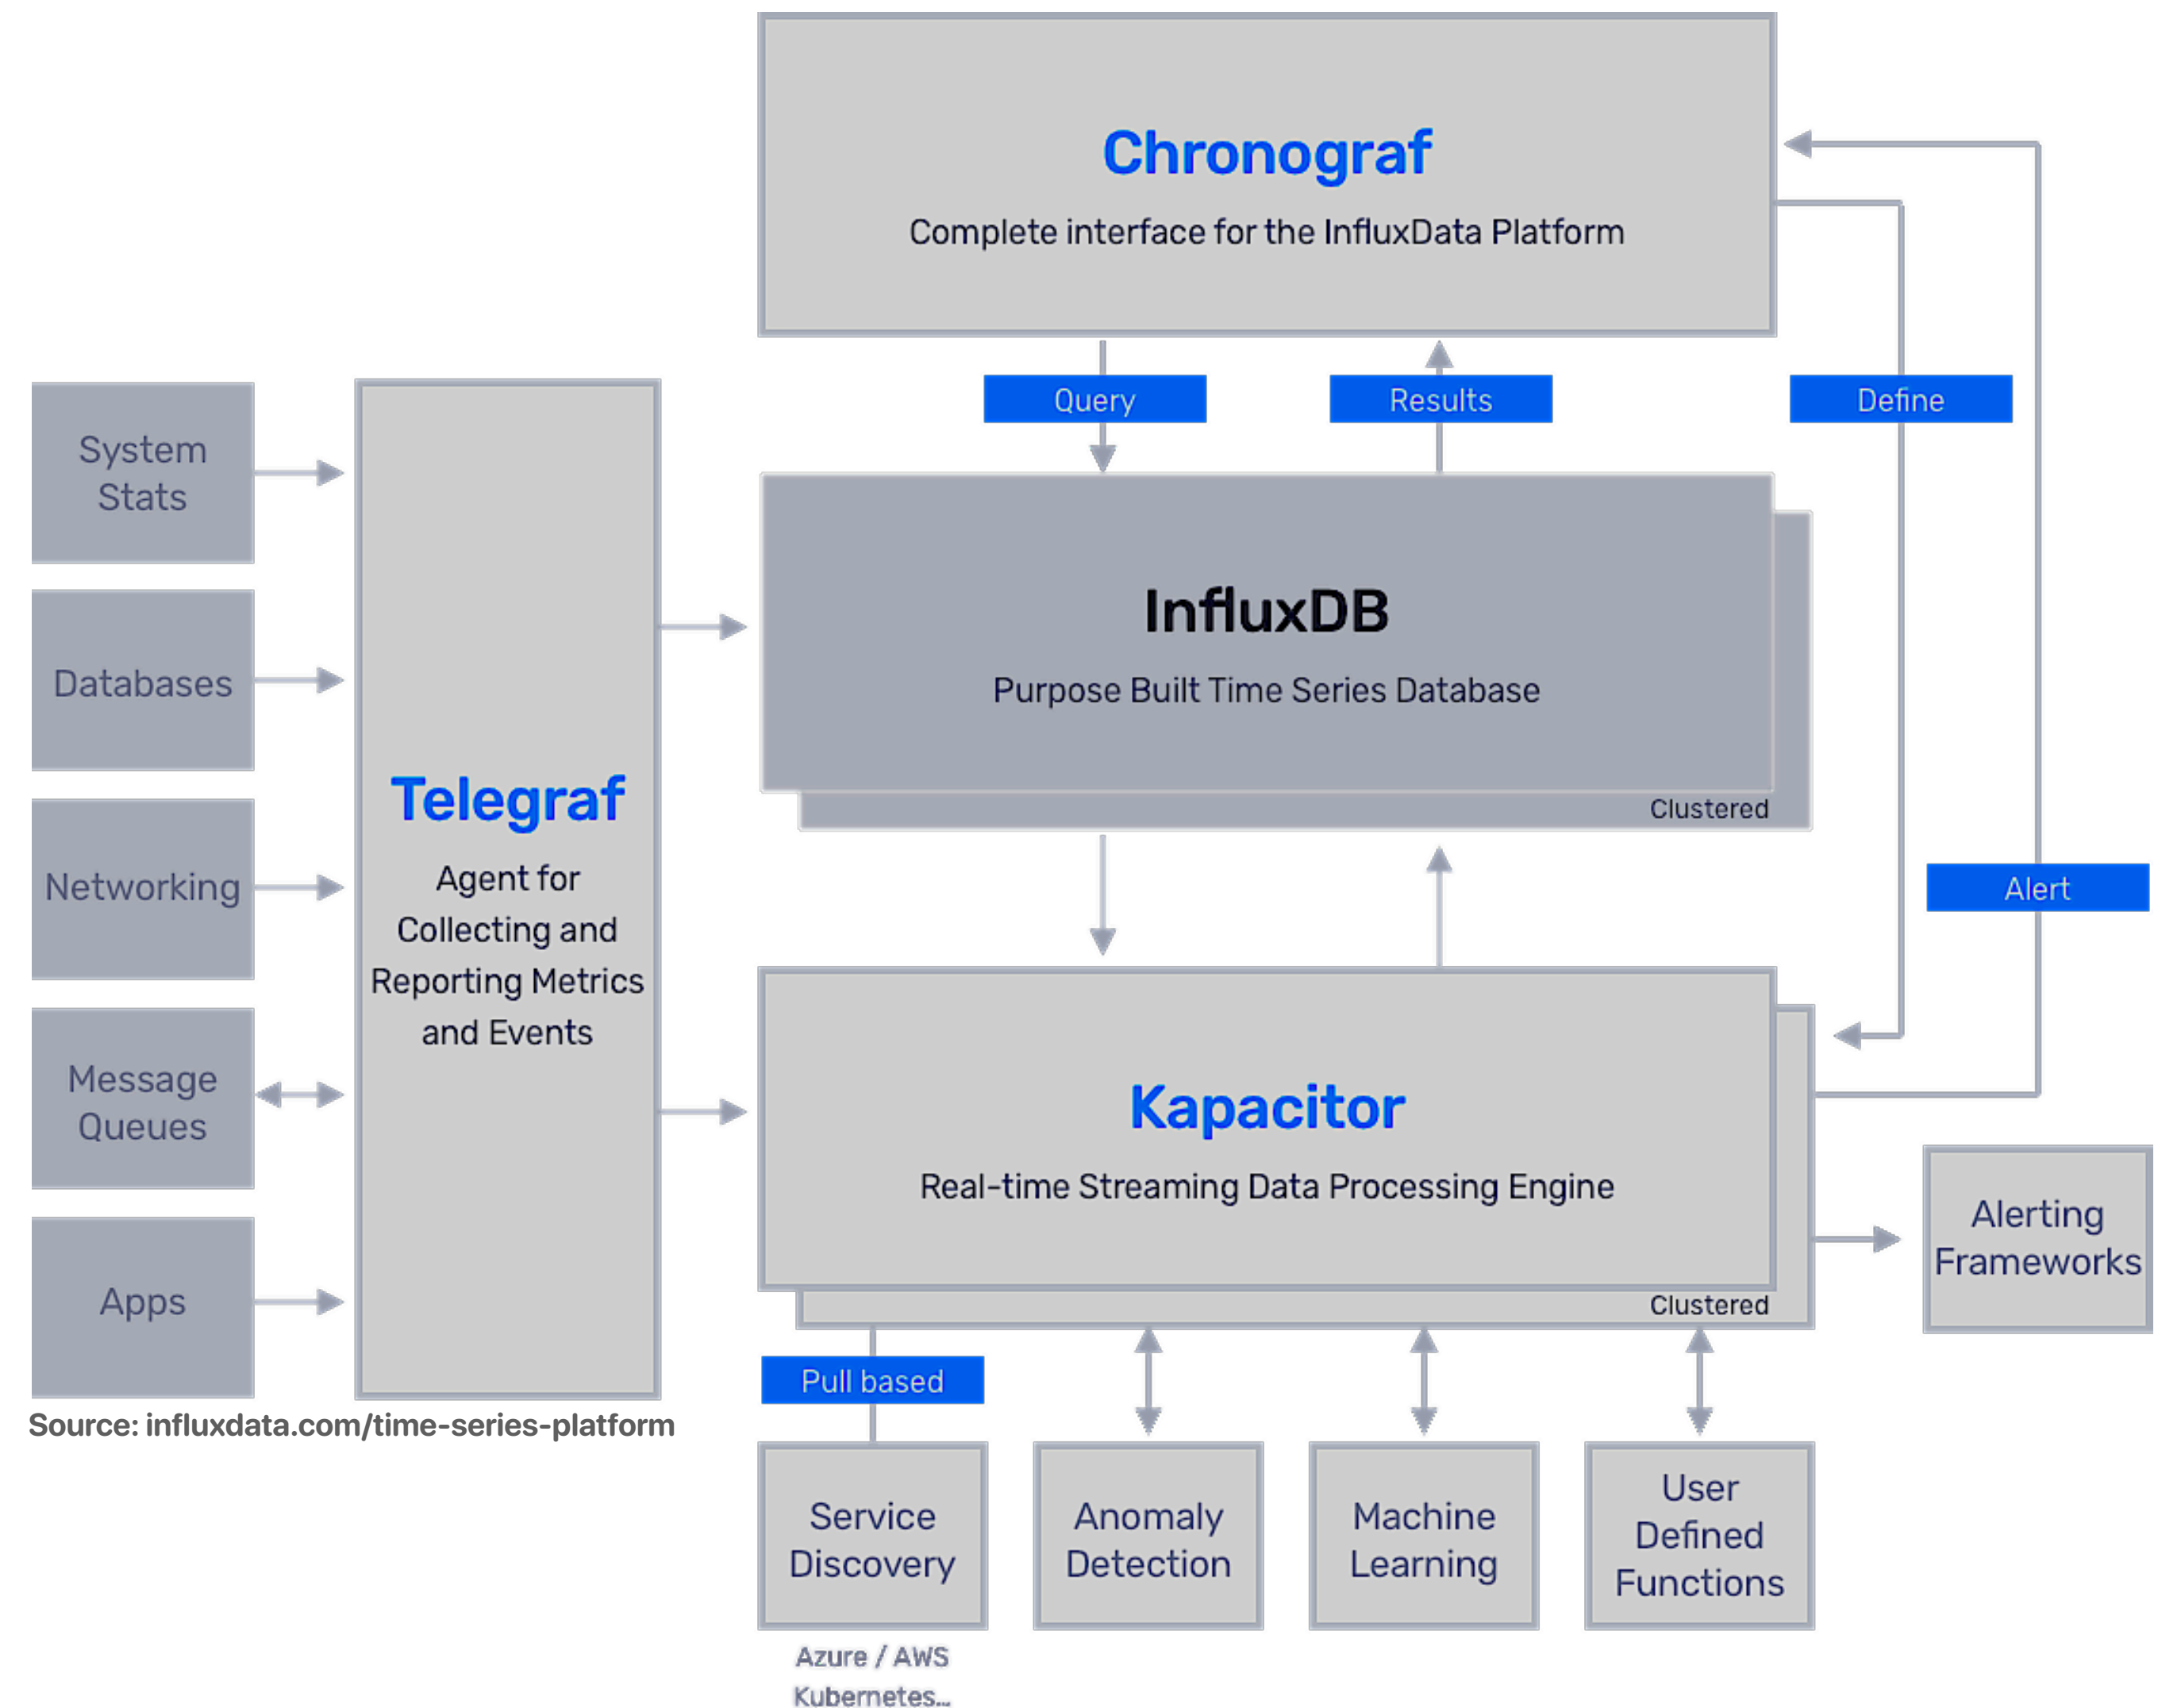 Chronograf
Complete interface for the InfluxData Platform
Query
Results
Define
System
Stats
Databases
Networking
Message
Queues
Apps
Telegraf
Agent for
Collecting and
Reporting Metrics
and Events
InfluxDB
Purpose Built Time Series Database
Clustered
Alert
Kapacitor
Real-time Streaming Data Processing Engine
Clustered
Alerting
Frameworks
Pull based
Source: influxdata.com/time-series-platform
Service
Discovery
Anomaly
Detection
Machine
Learning
User
Defined
Functions
Azure / AWS
Kubernetes...